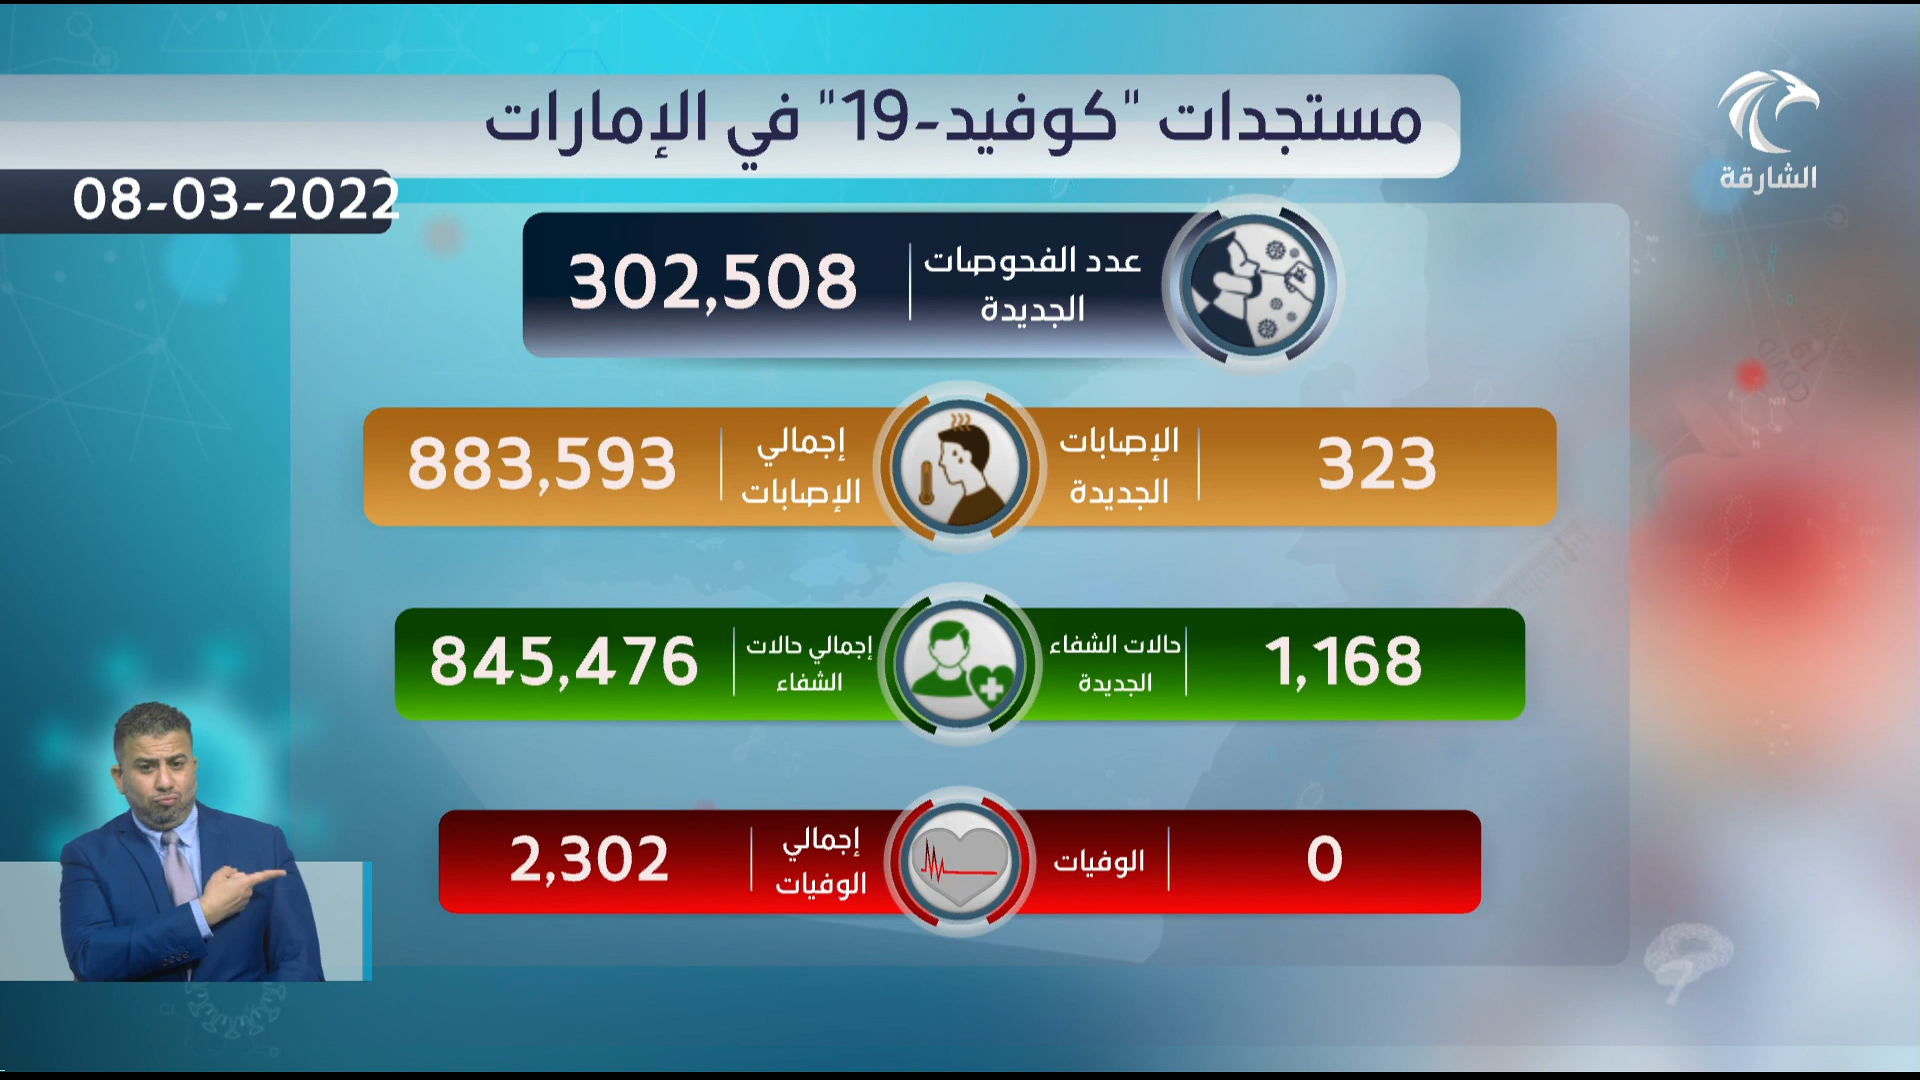 مستجدات "كوفيد-19" في الإمارات
الشارقة
08-03-2022
عدد الفحوصات
الجديدة
302,508
323
الإصابات
الجديدة
إجمالي
الإصابات
883,593
1,168
حالات الشفاء
الجديدة
إجمالي حالات
الشفاء
845,476
0
الوفيات
إجمالي
الوفيات
2,302